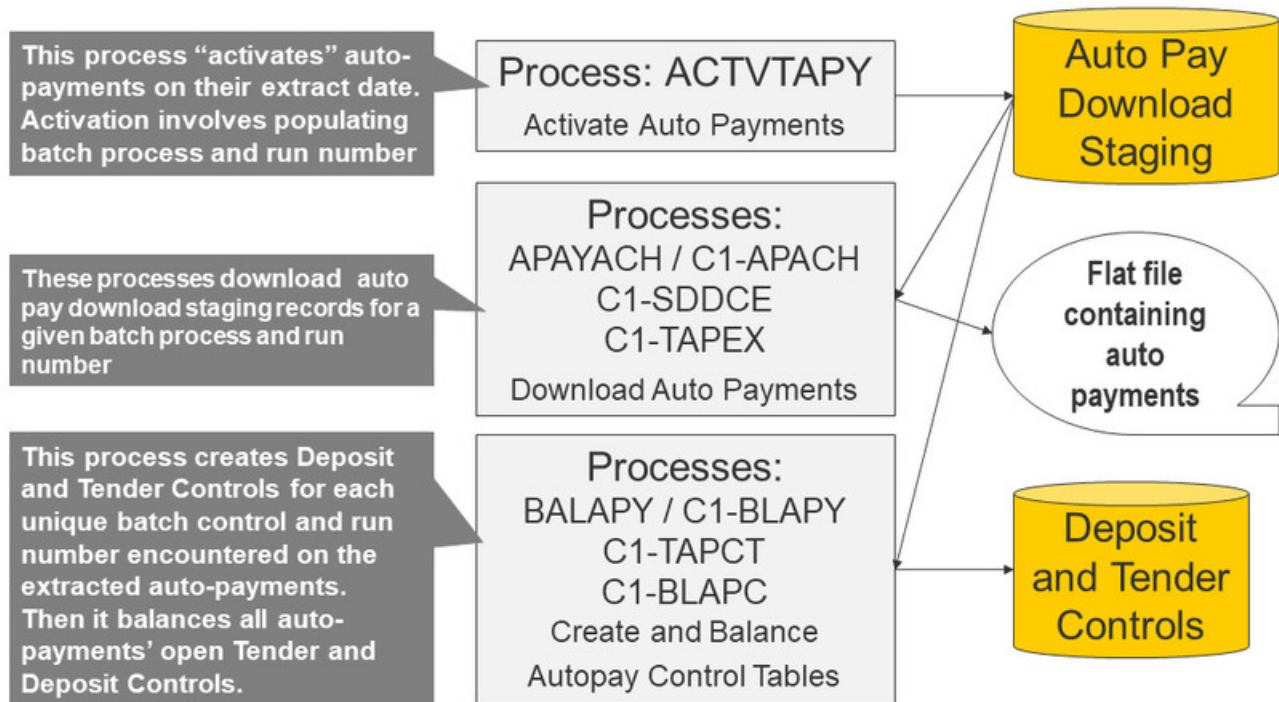 This process “activates” auto-
payments on their extract date.
Activation involves populating
batch process and run number
Process: ACTVTAPY
Activate Auto Payments
Auto Pay
Download
Staging
These processes download auto
pay download staging records for a
given batch process and run
number
Processes:
APAYACH / C1-APACH
C1-SDDCE
C1-TAPEX
Download Auto Payments
Flat file
containing
auto
payments
This process creates Deposit
and Tender Controls for each
unique batch control and run
number encountered on the
extracted auto-payments.
Then it balances all auto-
payments’ open Tender and
Deposit Controls.
Processes:
BALAPY / C1-BLAPY
C1-TAPCT
C1-BLAPC
Create and Balance
Autopay Control Tables
Deposit
and Tender
Controls